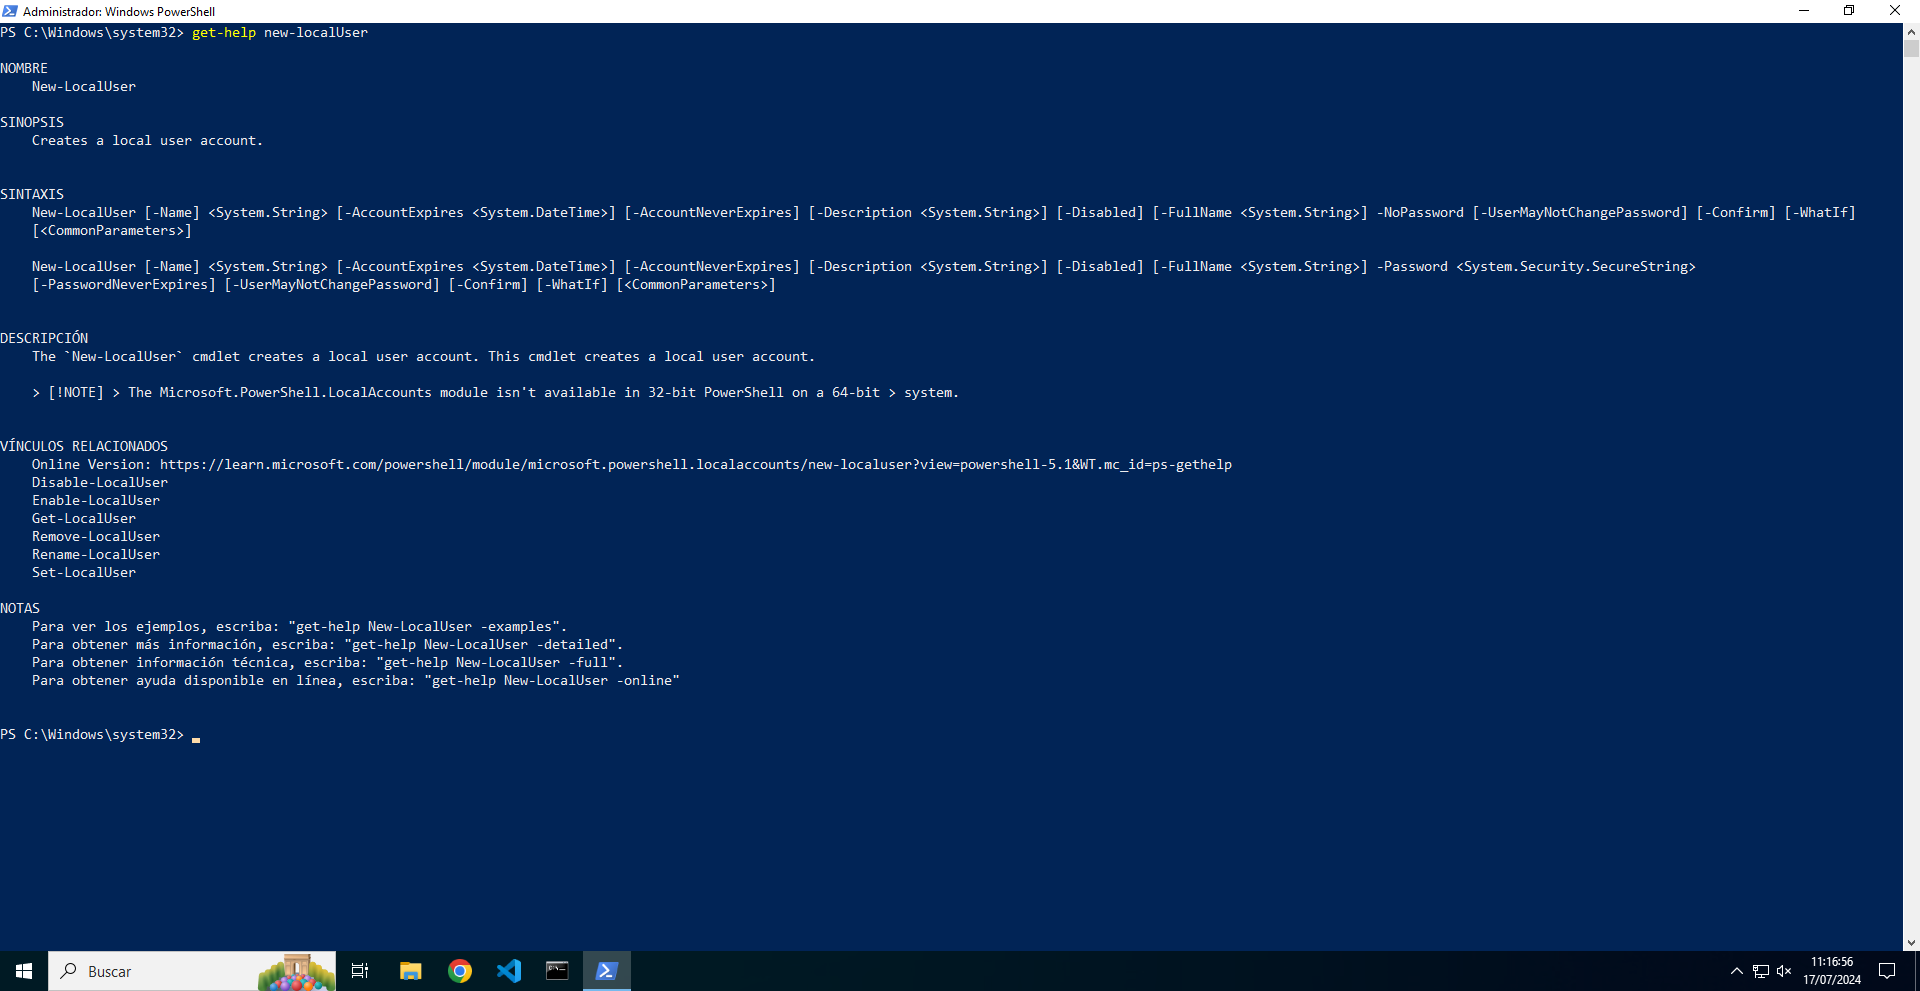 Administrador: Windows PowerShell
PS C:\Windows\system32> get-help new-localUser
NOMBRE
New-LocalUser
SINOPSIS
Creates a local user account.
SINTAXIS
New-LocalUser [-Name] <System.String> [-AccountExpires <System.DateTime>] [-AccountNeverExpires] [-Description <System.String>] [-Disabled] [-FullName <System.String>] -NoPassword [-UserMayNotChangePassword] [-Confirm] [-WhatIf]
[<CommonParameters>]
New-LocalUser [-Name] <System.String> [-AccountExpires <System.DateTime>] [-AccountNeverExpires] [-Description <System.String>] [-Disabled] [-FullName <System.String>] -Password <System.Security.SecureString>
[-PasswordNeverExpires] [-UserMayNotChangePassword] [-Confirm] [-WhatIf] [<CommonParameters>]
DESCRIPCIÓN
The `New-LocalUser` cmdlet creates a local user account. This cmdlet creates a local user account.
> [!NOTE] > The Microsoft.PowerShell.LocalAccounts module isn't available in 32-bit PowerShell on a 64-bit > system.
VÍNCULOS RELACIONADOS
Online Version: https://learn.microsoft.com/powershell/module/microsoft.powershell.localaccounts/new-localuser?view=powershell-5.1&WT.mc_id=ps-gethelp
Disable-LocalUser
Enable-LocalUser
Get-LocalUser
Remove-LocalUser
Rename-LocalUser
Set-LocalUser
NOTAS
Para ver los ejemplos, escriba: "get-help New-LocalUser -examples".
Para obtener más información, escriba: "get-help New-LocalUser -detailed".
Para obtener información técnica, escriba: "get-help New-LocalUser -full".
Para obtener ayuda disponible en línea, escriba: "get-help New-LocalUser -online"
PS C:\Windows\system32>
Buscar
11:16:56
17/07/2024